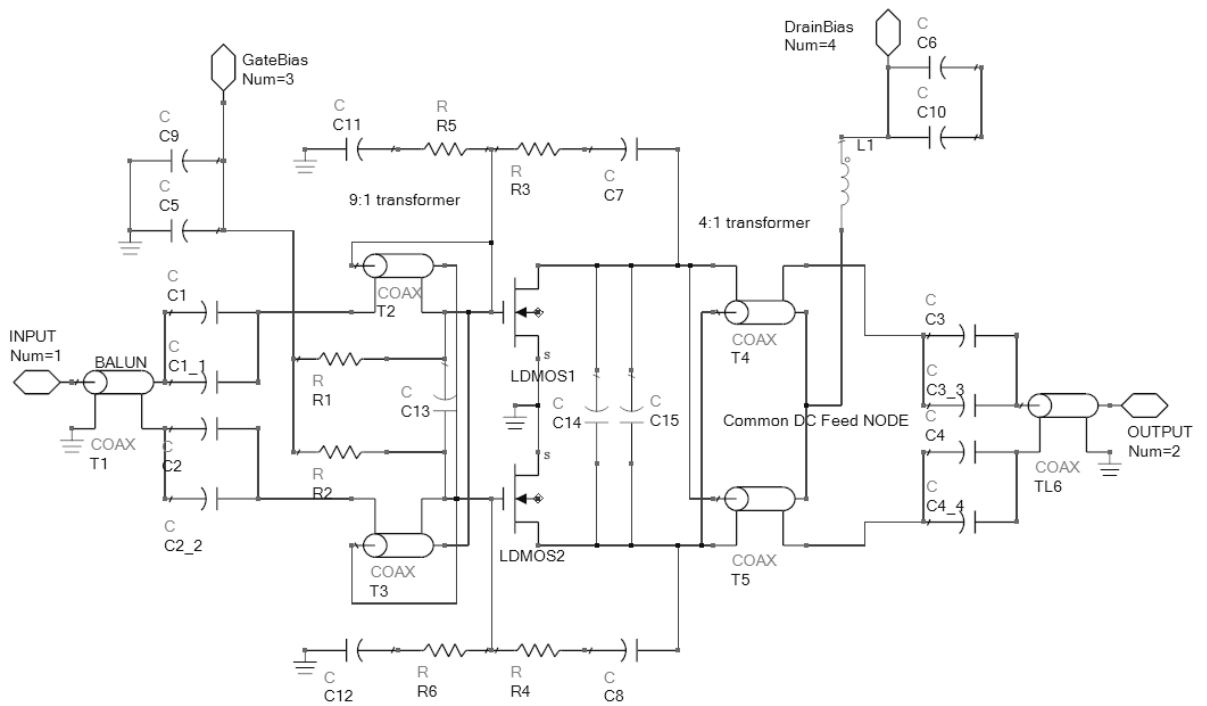 DrainBias
Num=4
C
C6
GateBias
Num=3
C
C10
C
C9
C
C11
R
R5
L1
R
R3
C
C7
C
C5
9:1 transformer
4:1 transformer
COAX
T2
C
C1
C
C3
INPUT
Num=1
BALUN
C
C1_1
s
LDMOS1
COAX
T4
C
C3_3
R
R1
C
C13
C
C14
C
C15
Common DC Feed NODE
C
C4
OUTPUT
Num=2
COAX
T1
C
C2
R
R2
s
COAX
TL6
C
C4_4
C
C2_2
LDMOS2
COAX
T3
COAX
T5
C
C12
R
R6
R
R4
C
C8